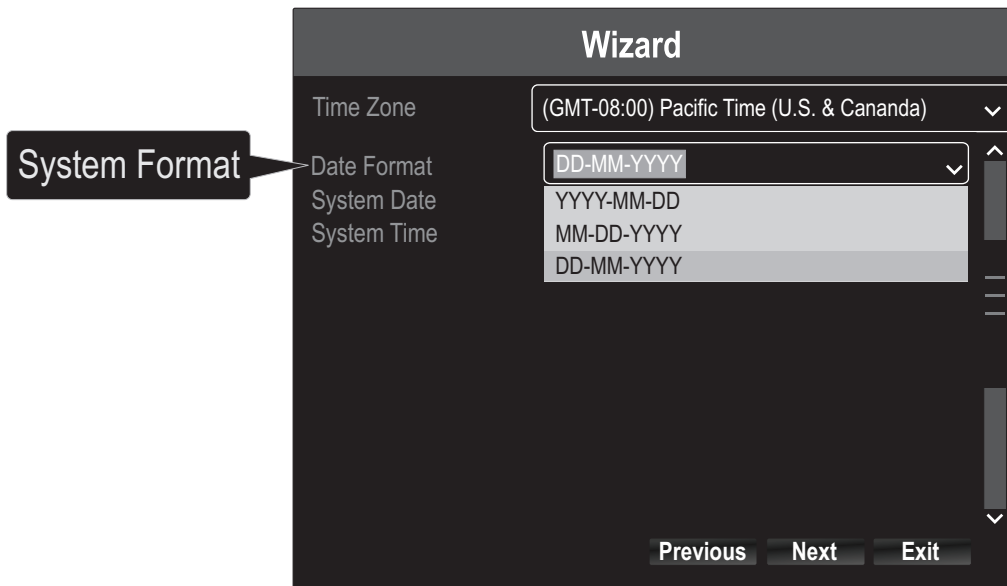 Wizard
Time Zone (GMT-08:00) Pacific Time (U.S. & Cananda)
System Format
Date Format DD-MM-YYYY
System Date YYYY-MM-DD
System Time MM-DD-YYYY
DD-MM-YYYY
Previous Next Exit